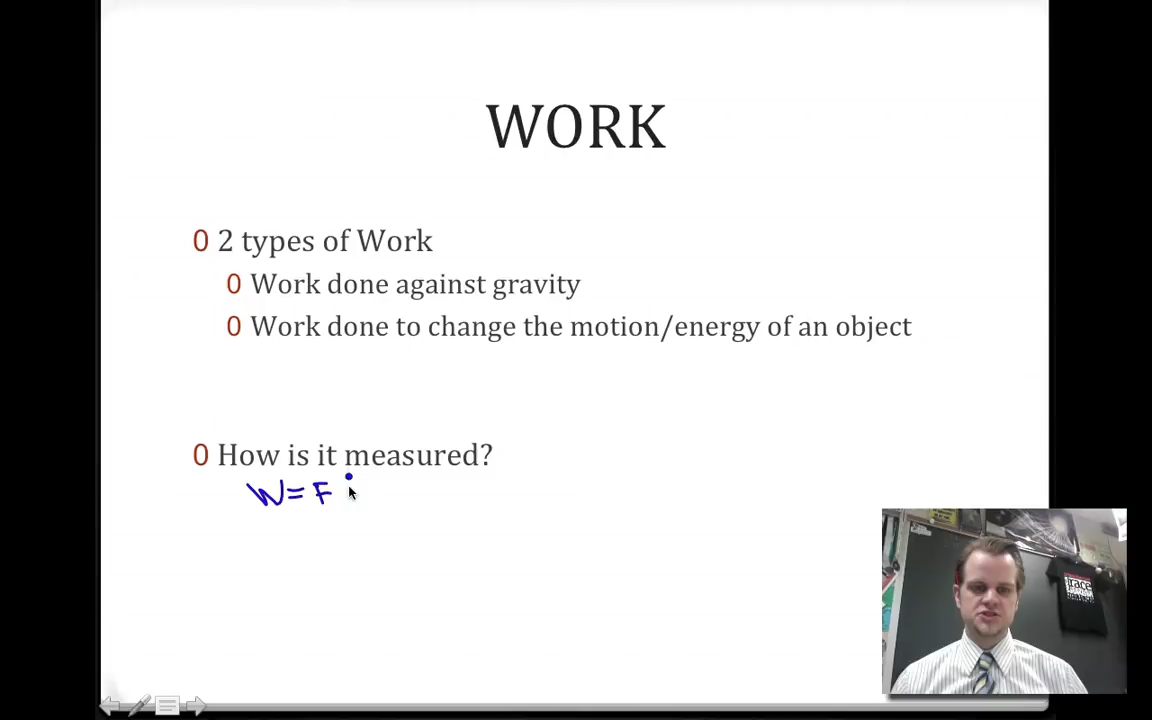 WORK
0 2 types of Work
0 Work done against gravity
0 Work done to change the motion/energy of an object
0 How is it measured?
W = F
race